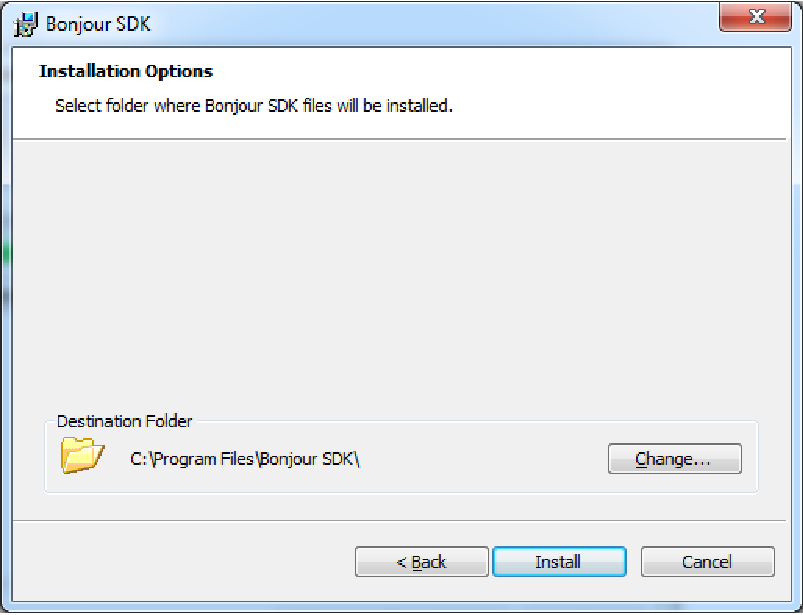 Bonjour SDK
Installation Options
Select folder where Bonjour SDK files will be installed.
Destination Folder
C:\Program Files\Bonjour SDK\
Change...
< Back
Install
Cancel